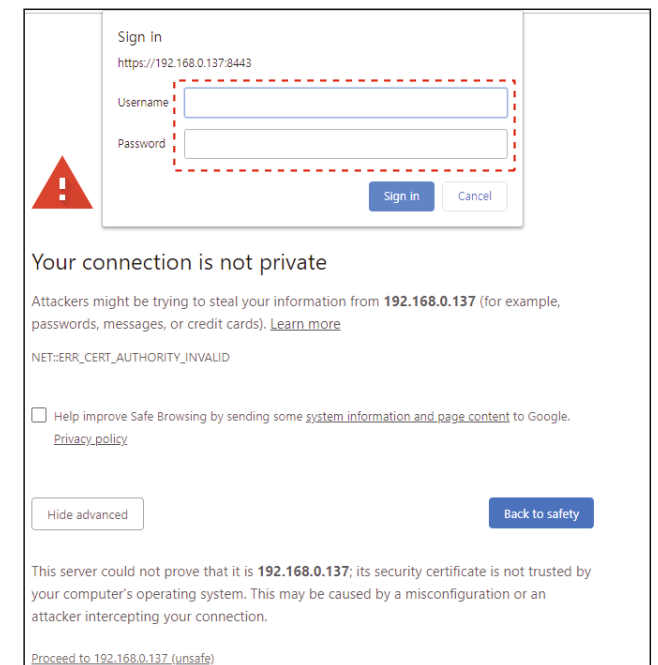 Sign in
https://192.168.0.137:8443
Username
Password
Sign in Cancel
Your connection is not private
Attackers might be trying to steal your information from 192.168.0.137 (for example,
passwords, messages, or credit cards). Learn more
NET::ERR_CERT_AUTHORITY_INVALID
Help improve Safe Browsing by sending some system information and page content to Google.
Privacy policy
Hide advanced Back to safety
This server could not prove that it is 192.168.0.137; its security certificate is not trusted by
your computer's operating system. This may be caused by a misconfiguration or an
attacker intercepting your connection.
Proceed to 192.168.0.137 (unsafe)